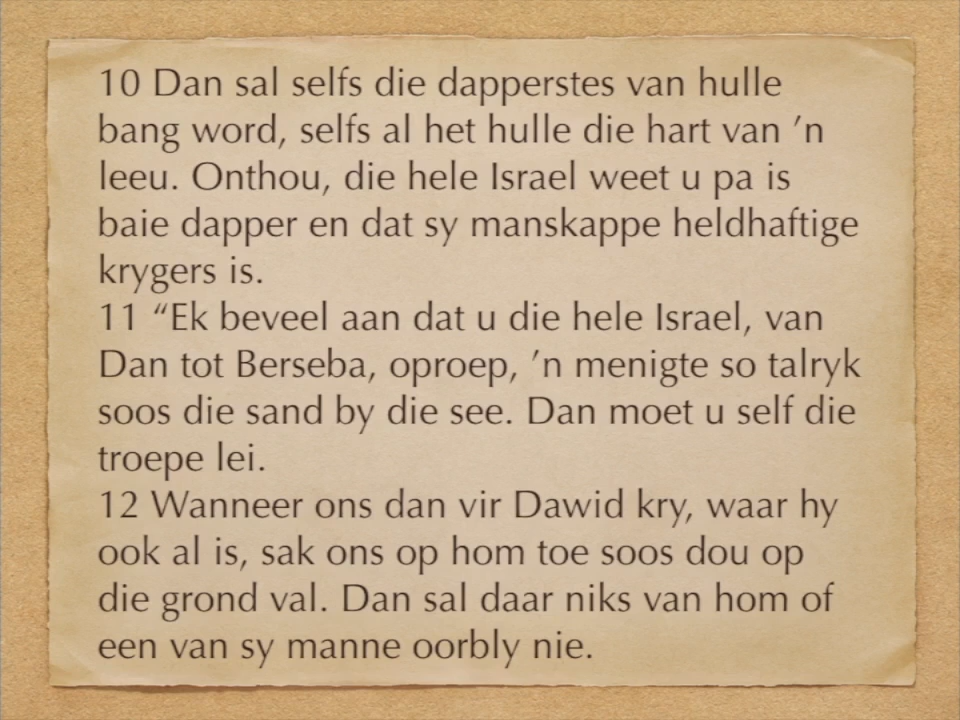 10 Dan sal selfs die dapperstes van hulle
bang word, selfs al het hulle die hart van ’n
leeu. Onthou, die hele Israel weet u pa is
baie dapper en dat sy manskappe heldhaftige
krygers is.
11 “Ek beveel aan dat u die hele Israel, van
Dan tot Berseba, oproep, ’n menigte so talryk
soos die sand by die see. Dan moet u self die
troepe lei.
12 Wanneer ons dan vir Dawid kry, waar hy
ook al is, sak ons op hom toe soos dou op
die grond val. Dan sal daar niks van hom of
een van sy manne oorbly nie.